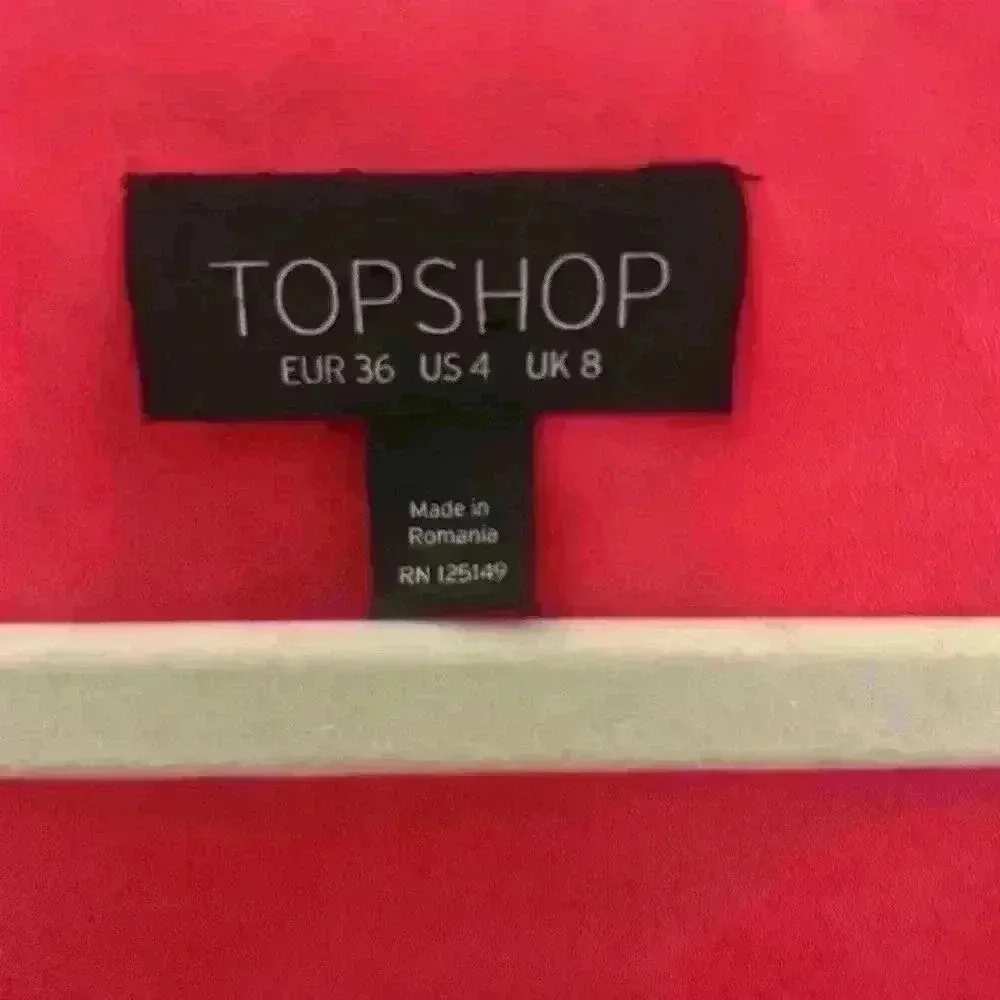 TOPSHOP
EUR 36 US 4 UK 8
Made in
Romania
RN 125149